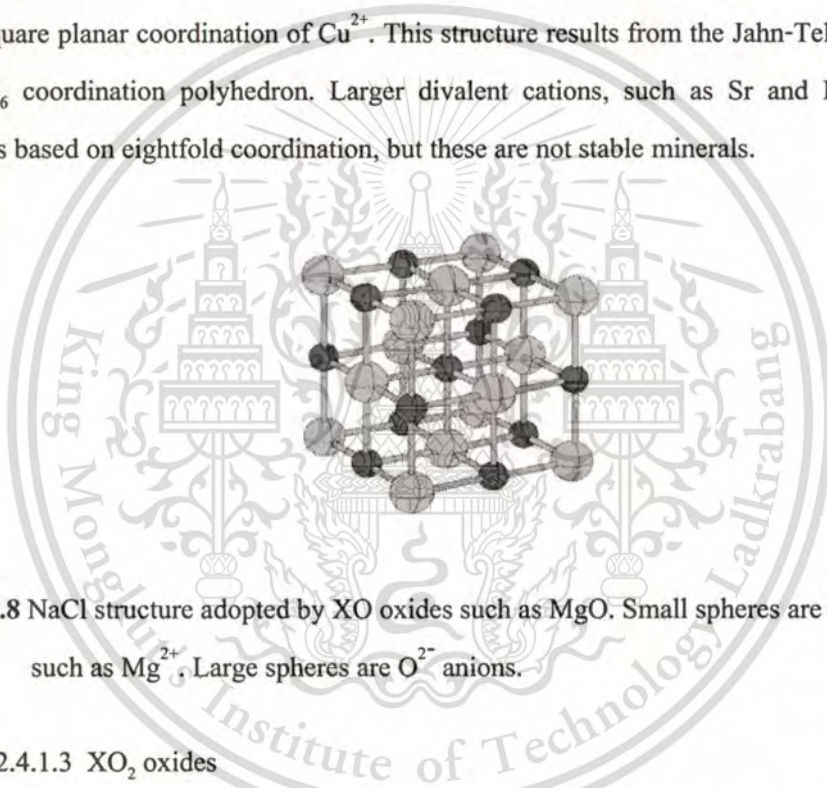 quare planar coordination of Cu²⁺. This structure results from the Jahn-Tel
₆ coordination polyhedron. Larger divalent cations, such as Sr and
s based on eightfold coordination, but these are not stable minerals.
.8 NaCl structure adopted by XO oxides such as MgO. Small spheres are
such as Mg²⁺. Large spheres are O²⁻ anions.
2.4.1.3 XO₂ oxides
King Mongkut's Institute of Technology Ladkrabang